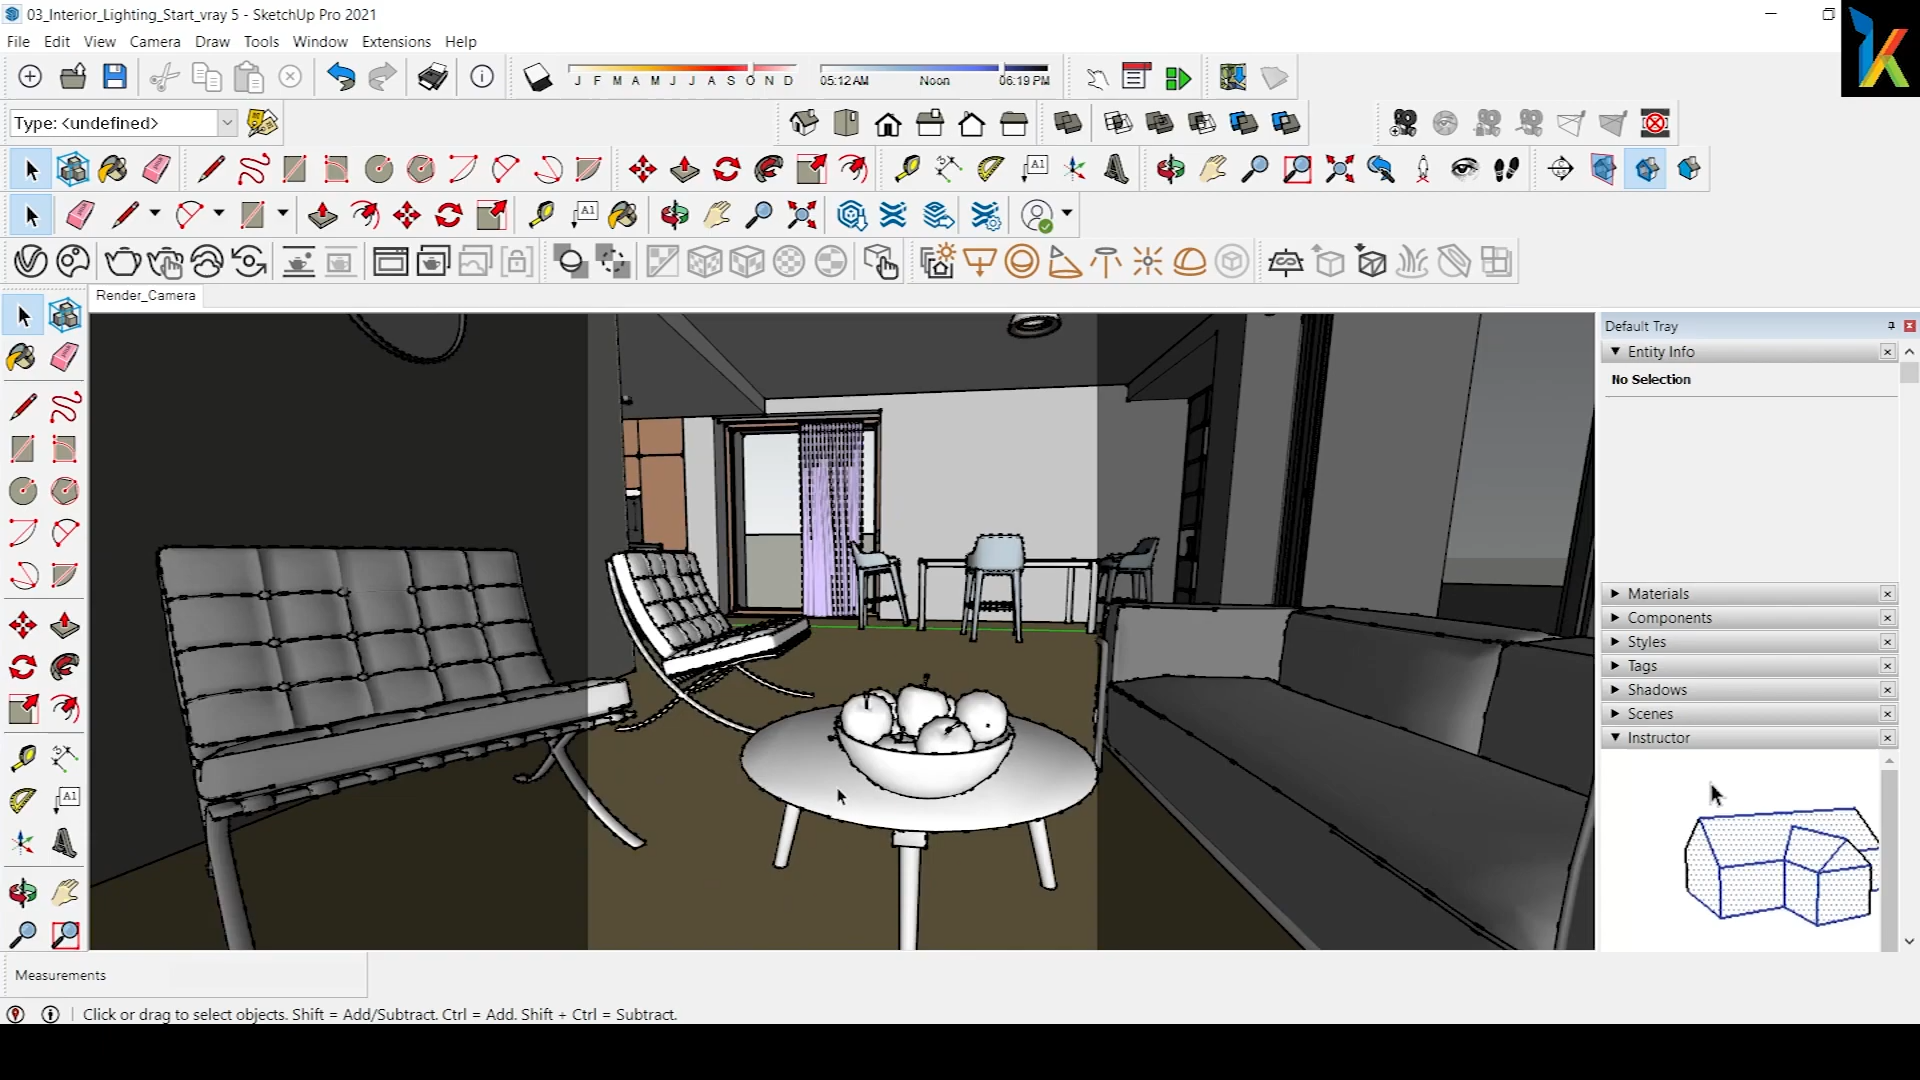 03_Interior_Lighting_Start_vray 5 - SketchUp Pro 2021
File Edit View Camera Draw Tools Window Extensions Help
J F M A M J J A S O N D
05:12 AM Noon 06:19 PM
Type: <undefined>
Render_Camera
Default Tray
Entity Info
No Selection
Materials
Components
Styles
Tags
Shadows
Scenes
Instructor
Measurements
Click or drag to select objects. Shift = Add/Subtract. Ctrl = Add. Shift + Ctrl = Subtract.